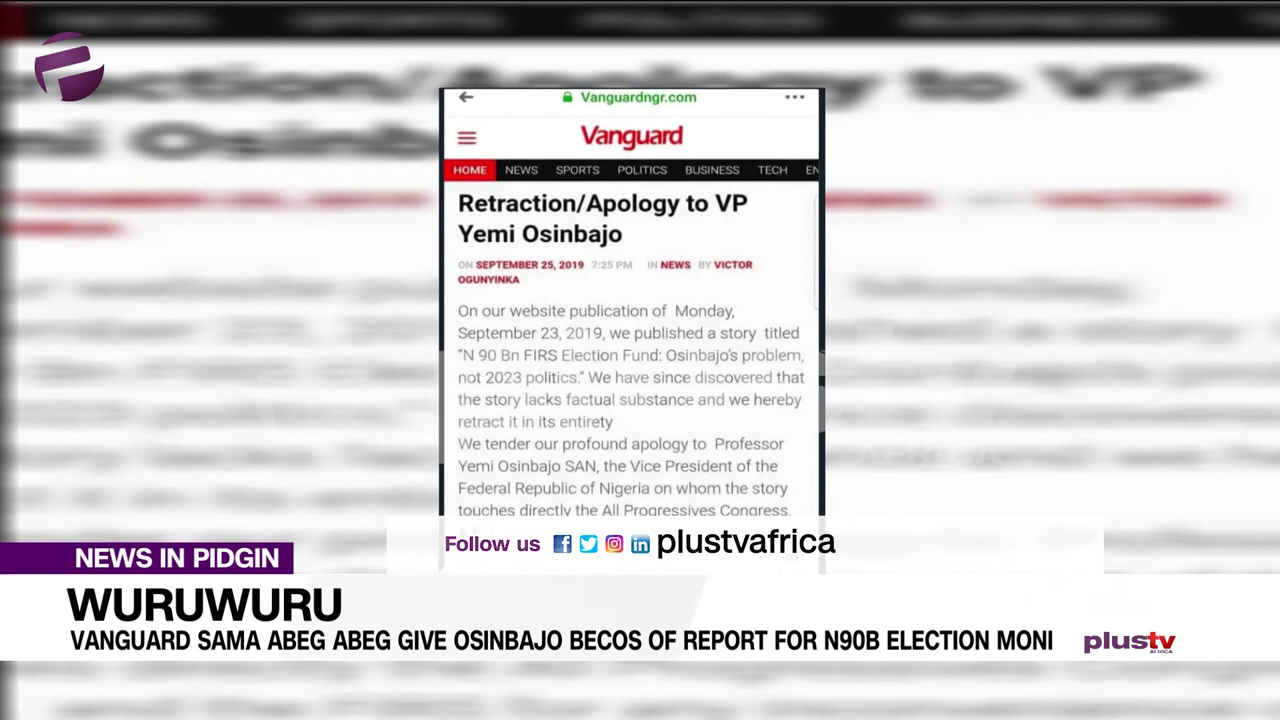 Vanguardngr.com
Vanguard
HOME NEWS SPORTS POLITICS BUSINESS TECH EN
Retraction/Apology to VP
Yemi Osinbajo
ON SEPTEMBER 25, 2019 7:25 PM IN NEWS BY VICTOR
OGUNYINKA
On our website publication of Monday,
September 23, 2019, we published a story titled
"N 90 Bn FIRS Election Fund: Osinbajo's problem,
not 2023 politics." We have since discovered that
the story lacks factual substance and we hereby
retract it in its entirety
We tender our profound apology to Professor
Yemi Osinbajo SAN, the Vice President of the
Federal Republic of Nigeria on whom the story
touches directly the All Progressives Congress,
Follow us plustvafrica
NEWS IN PIDGIN
WURUWURU
VANGUARD SAMA ABEG ABEG GIVE OSINBAJO BECOS OF REPORT FOR N90B ELECTION MONI
plustv
AFRICA